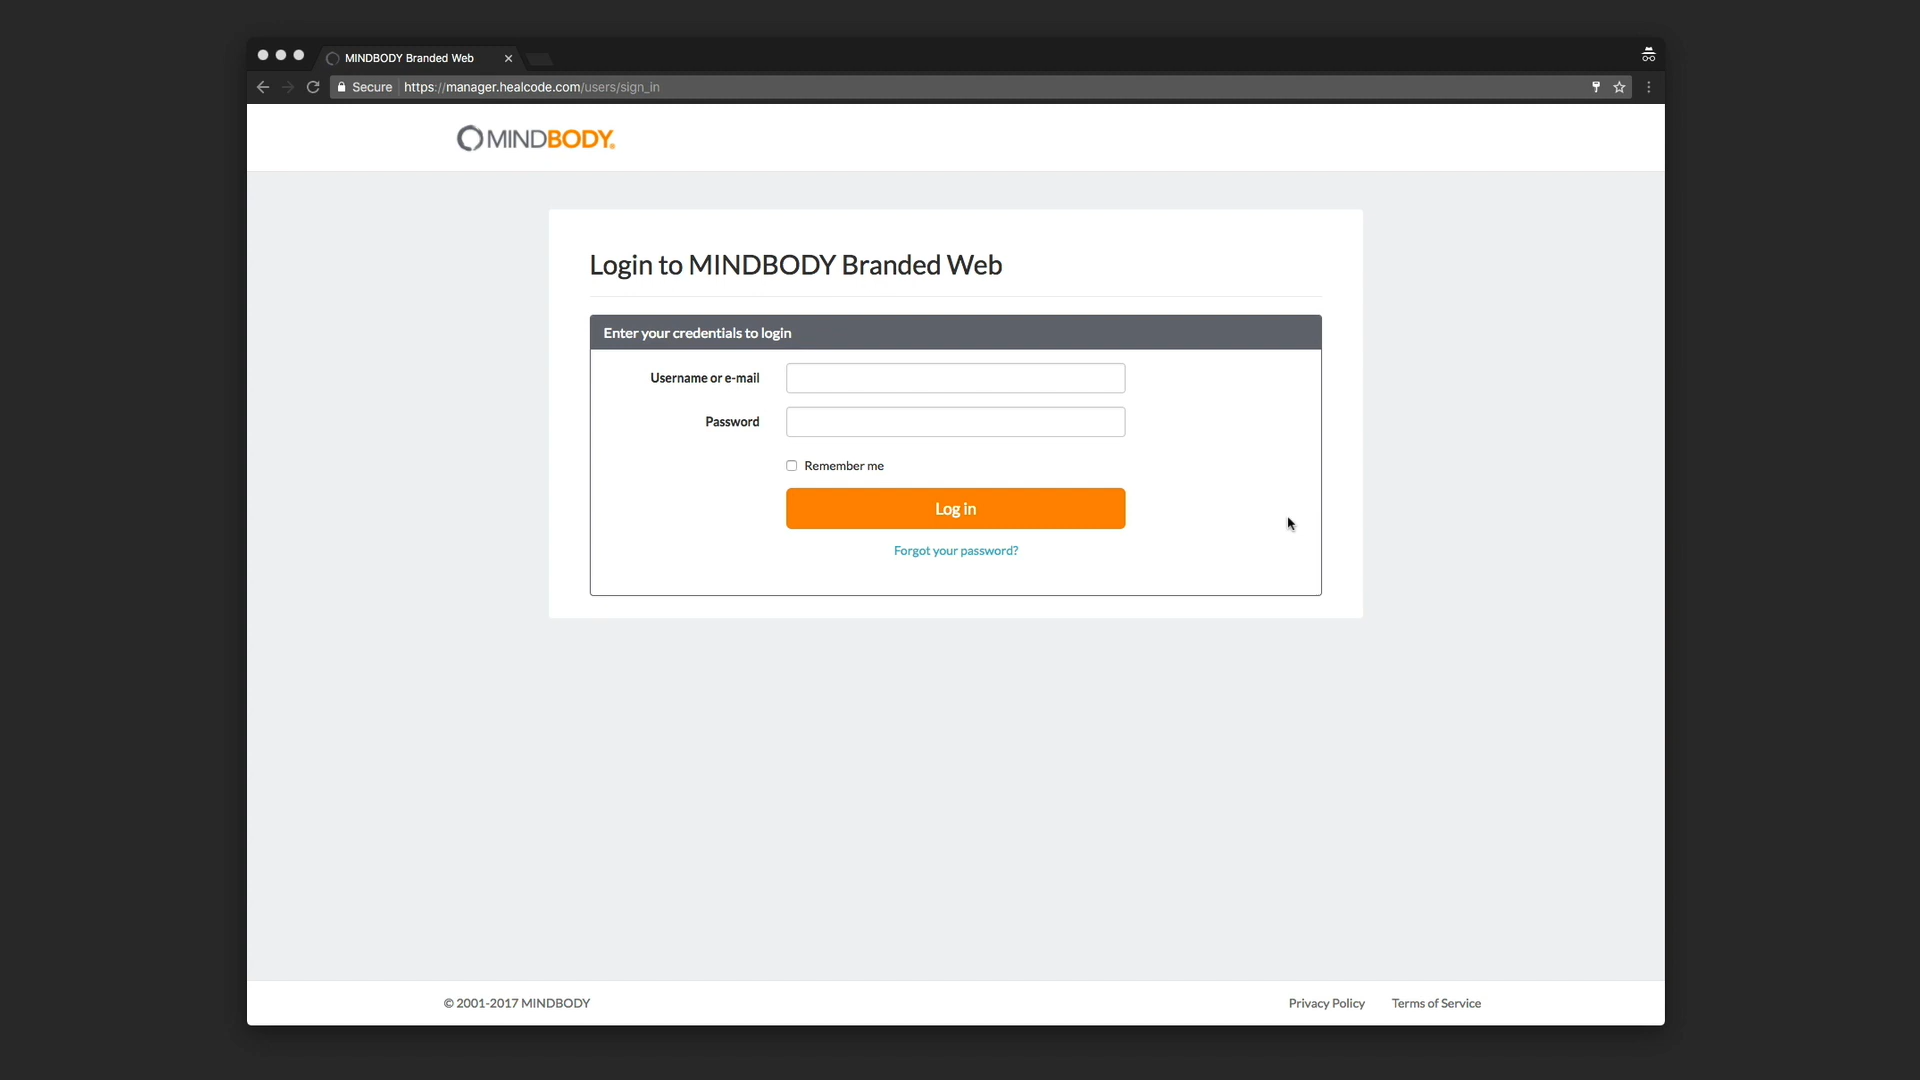 MINDBODY Branded Web
Secure https://manager.healcode.com/users/sign_in
MINDBODY
Login to MINDBODY Branded Web
Enter your credentials to login
Username or e-mail
Password
Remember me
Log in
Forgot your password?
© 2001-2017 MINDBODY Privacy Policy Terms of Service